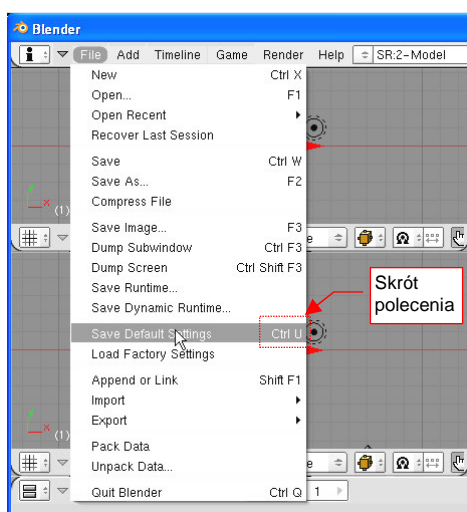 Blender
File Add Timeline Game Render Help SR:2-Model
New Ctrl X
Open... F1
Open Recent
Recover Last Session
Save Ctrl W
Save As... F2
Compress File
x (1)
Save Image... F3
Dump Subwindow Ctrl F3
e
Dump Screen Ctrl Shift F3
Save Runtime...
Save Dynamic Runtime...
Skrót
polecenia
Save Default Settings Ctrl U
Load Factory Settings
Append or Link Shift F1
Import
Export
x (1)
Pack Data
Unpack Data...
e
Quit Blender Ctrl Q 1